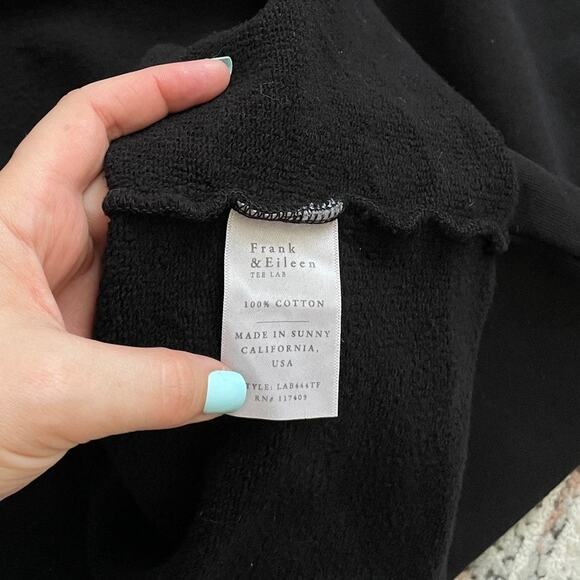 Frank
& Eileen
TEE LAB
100% COTTON
MADE IN SUNNY
CALIFORNIA,
USA
TYLE: LAB444TF
RN# 117409